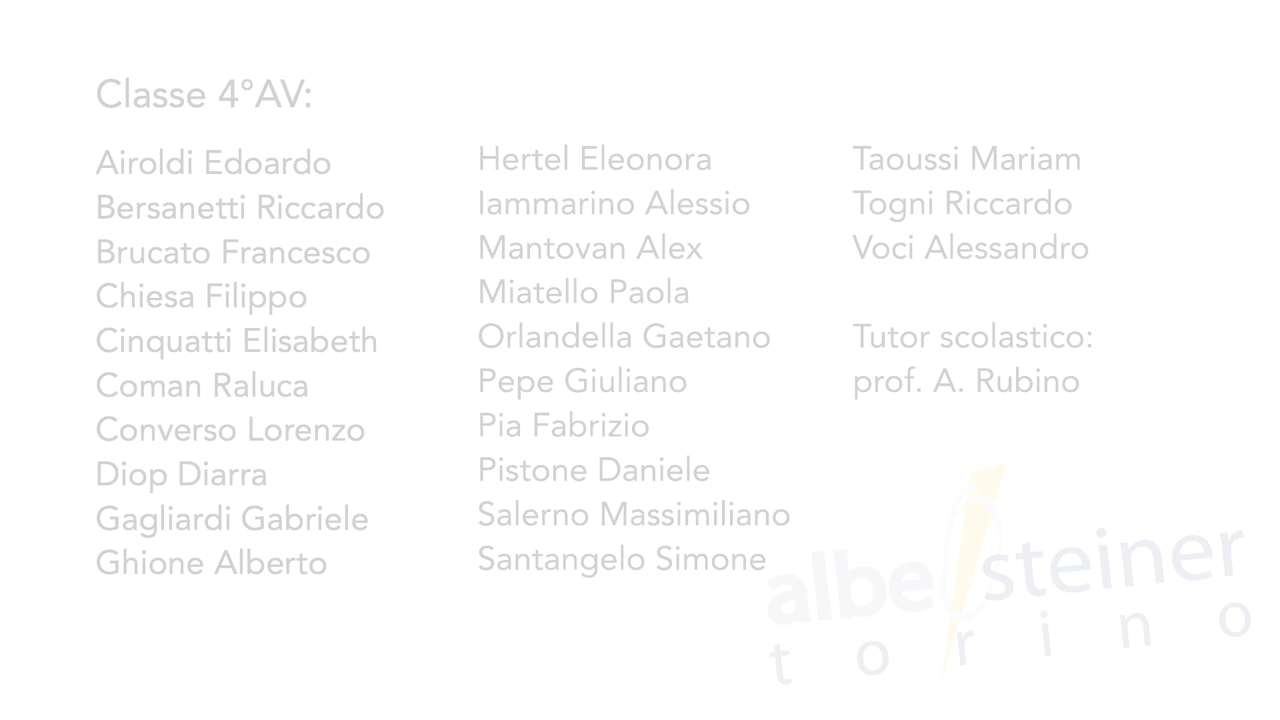 Classe 4°AV:
Airoldi Edoardo
Bersanetti Riccardo
Brucato Francesco
Chiesa Filippo
Cinquatti Elisabeth
Coman Raluca
Converso Lorenzo
Diop Diarra
Gagliardi Gabriele
Ghione Alberto
Hertel Eleonora
Iammarino Alessio
Mantovan Alex
Miatello Paola
Orlandella Gaetano
Pepe Giuliano
Pia Fabrizio
Pistone Daniele
Salerno Massimiliano
Santangelo Simone
Taoussi Mariam
Togni Riccardo
Voci Alessandro
Tutor scolastico:
prof. A. Rubino
albe steiner
torino